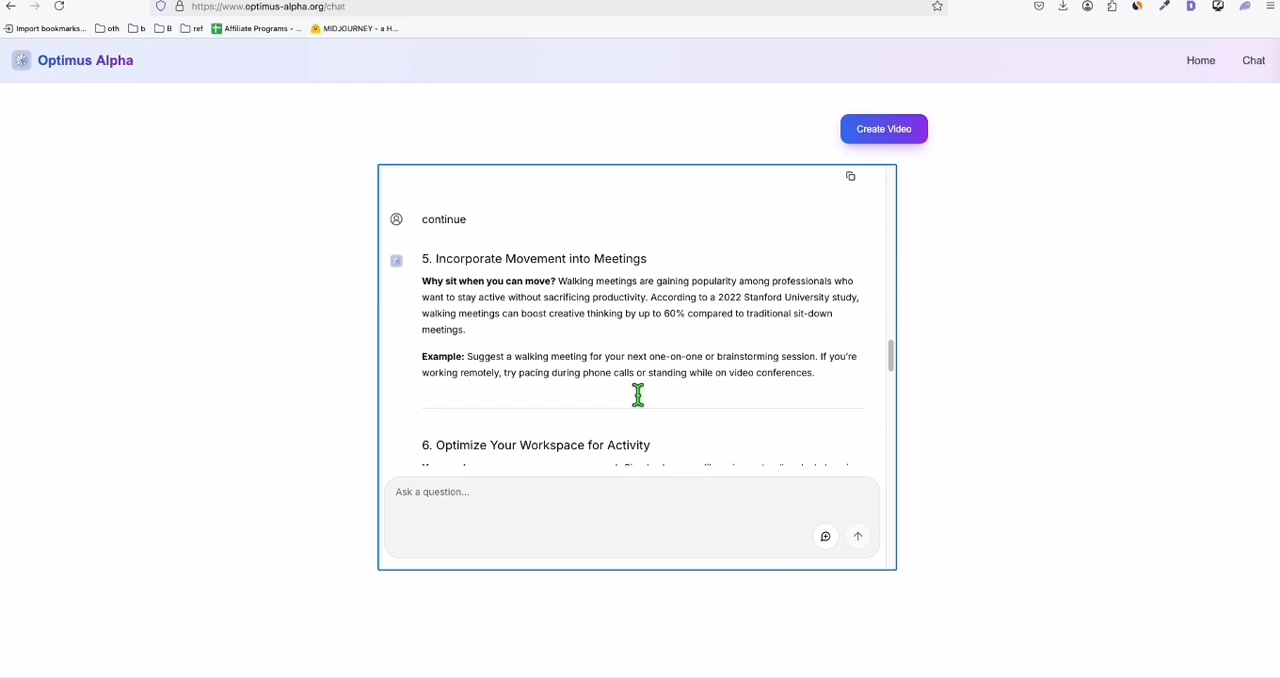 https://www.optimus-alpha.org/chat
Import bookmarks... oth b B ref Affiliate Programs - ... MIDJOURNEY - a H...
Optimus Alpha Home Chat
Create Video
continue
5. Incorporate Movement into Meetings
Why sit when you can move? Walking meetings are gaining popularity among professionals who
want to stay active without sacrificing productivity. According to a 2022 Stanford University study,
walking meetings can boost creative thinking by up to 60% compared to traditional sit-down
meetings.
Example: Suggest a walking meeting for your next one-on-one or brainstorming session. If you're
working remotely, try pacing during phone calls or standing while on video conferences.
6. Optimize Your Workspace for Activity
Ask a question...